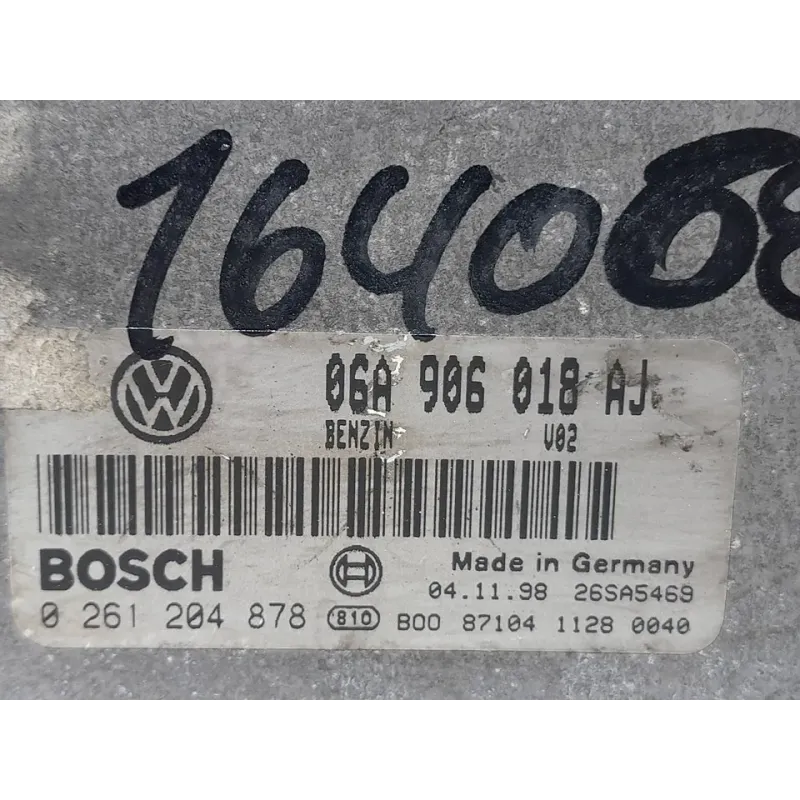 164008
06A 906 018 AJ
BENZIN V02
BOSCH Made in Germany
04.11.98 26SA5469
0 261 204 878 810 B00 87104 1128 0040